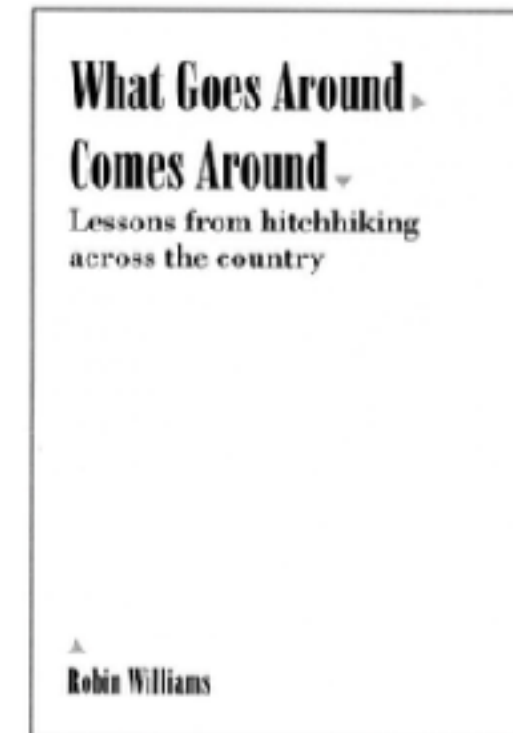 What Goes Around
Comes Around
Lessons from hitchhiking
across the country
Robin Williams